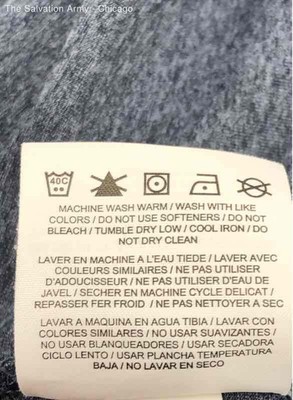 The Salvation Army - Chicago
40C
MACHINE WASH WARM / WASH WITH LIKE
COLORS / DO NOT USE SOFTENERS / DO NOT
BLEACH / TUMBLE DRY LOW / COOL IRON / DO
NOT DRY CLEAN
LAVER EN MACHINE A L'EAU TIEDE / LAVER AVEC
COULEURS SIMILAIRES / NE PAS UTILISER
D'ADOUCISSEUR / NE PAS UTILISER D'EAU DE
JAVEL / SECHER EN MACHINE CYCLE DELICAT /
REPASSER FER FROID / NE PAS NETTOYER A SEC
LAVAR A MAQUINA EN AGUA TIBIA / LAVAR CON
COLORES SIMILARES / NO USAR SUAVIZANTES /
NO USAR BLANQUEADORES / USAR SECADORA
CICLO LENTO / USAR PLANCHA TEMPERATURA
BAJA / NO LAVAR EN SECO